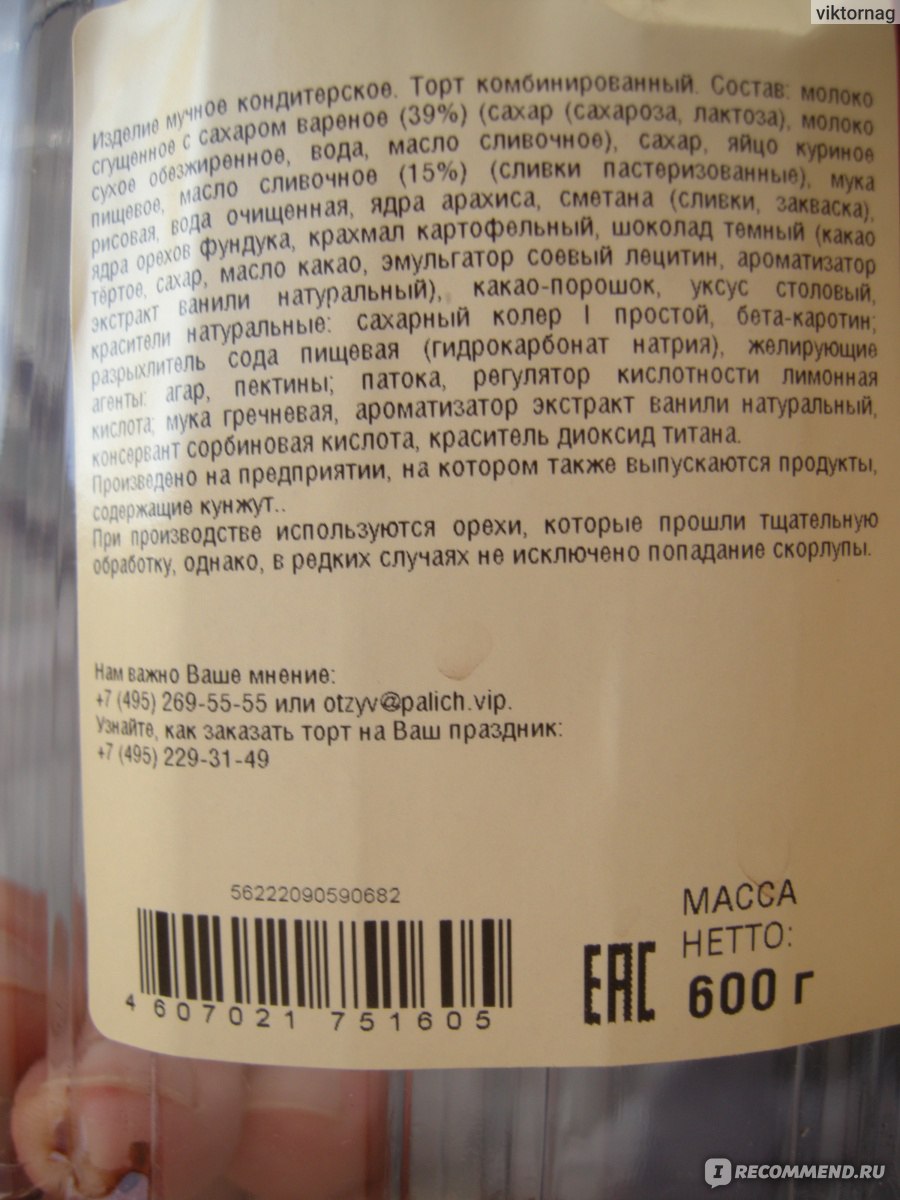 viktornag
Изделие мучное кондитерское. Торт комбинированный. Состав: молоко
сгущенное с сахаром вареное (39%) (сахар (сахароза, лактоза), молоко
сухое обезжиренное, вода, масло сливочное), сахар, яйцо куриное
пищевое, масло сливочное (15%) (сливки пастеризованные), мука
рисовая, вода очищенная, ядра арахиса, сметана (сливки, закваска),
ядра орехов фундука, крахмал картофельный, шоколад темный (какао
тёртое, сахар, масло какао, эмульгатор соевый лецитин, ароматизатор
экстракт ванили натуральный), какао-порошок, уксус столовый,
красители натуральные: сахарный колер I простой, бета-каротин;
разрыхлитель сода пищевая (гидрокарбонат натрия), желирующие
агенты: агар, пектины; патока, регулятор кислотности лимонная
кислота; мука гречневая, ароматизатор экстракт ванили натуральный,
консервант сорбиновая кислота, краситель диоксид титана.
Произведено на предприятии, на котором также выпускаются продукты,
содержащие кунжут..
При производстве используются орехи, которые прошли тщательную
обработку, однако, в редких случаях не исключено попадание скорлупы.
Нам важно Ваше мнение:
+7 (495) 269-55-55 или otzyv@palich.vip.
Узнайте, как заказать торт на Ваш праздник:
+7 (495) 229-31-49
56222090590682
4 607021 751605
EAC
МАССА
НЕТТО:
600 г
IRECOMMEND.RU